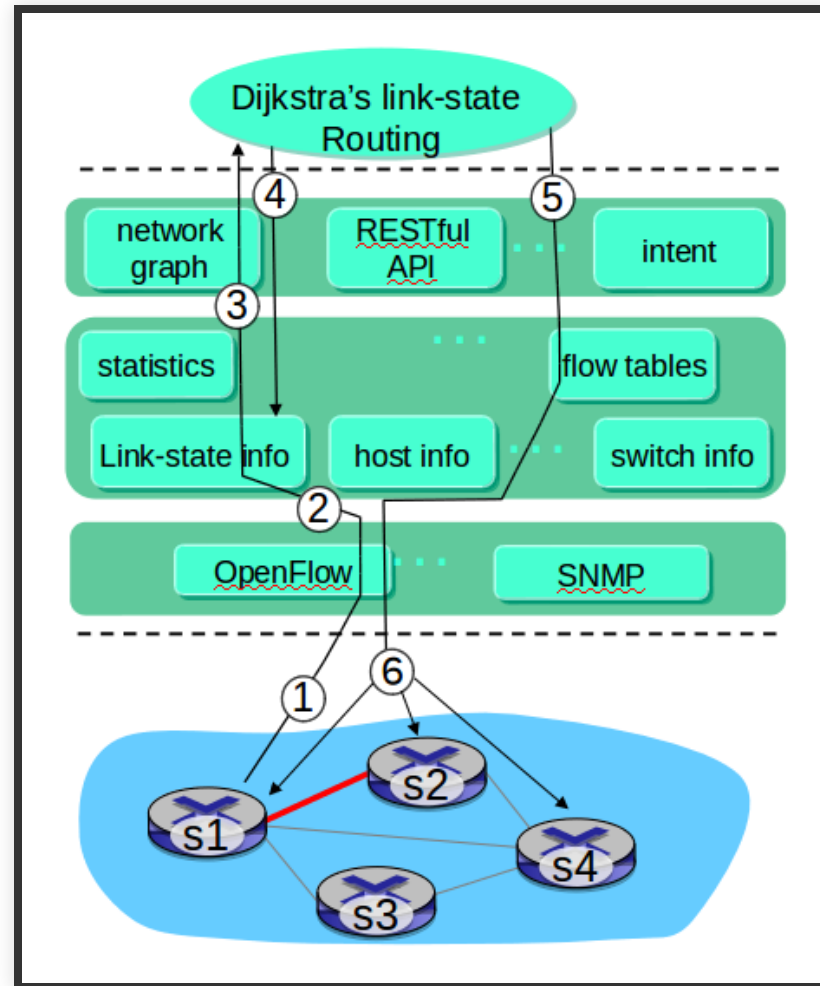 Dijkstra's link-state
Routing
4
5
network
graph
RESTful
API
...
intent
3
statistics
...
flow tables
Link-state info
host info
...
switch info
2
OpenFlow
...
SNMP
1
6
s2
s1
s4
s3